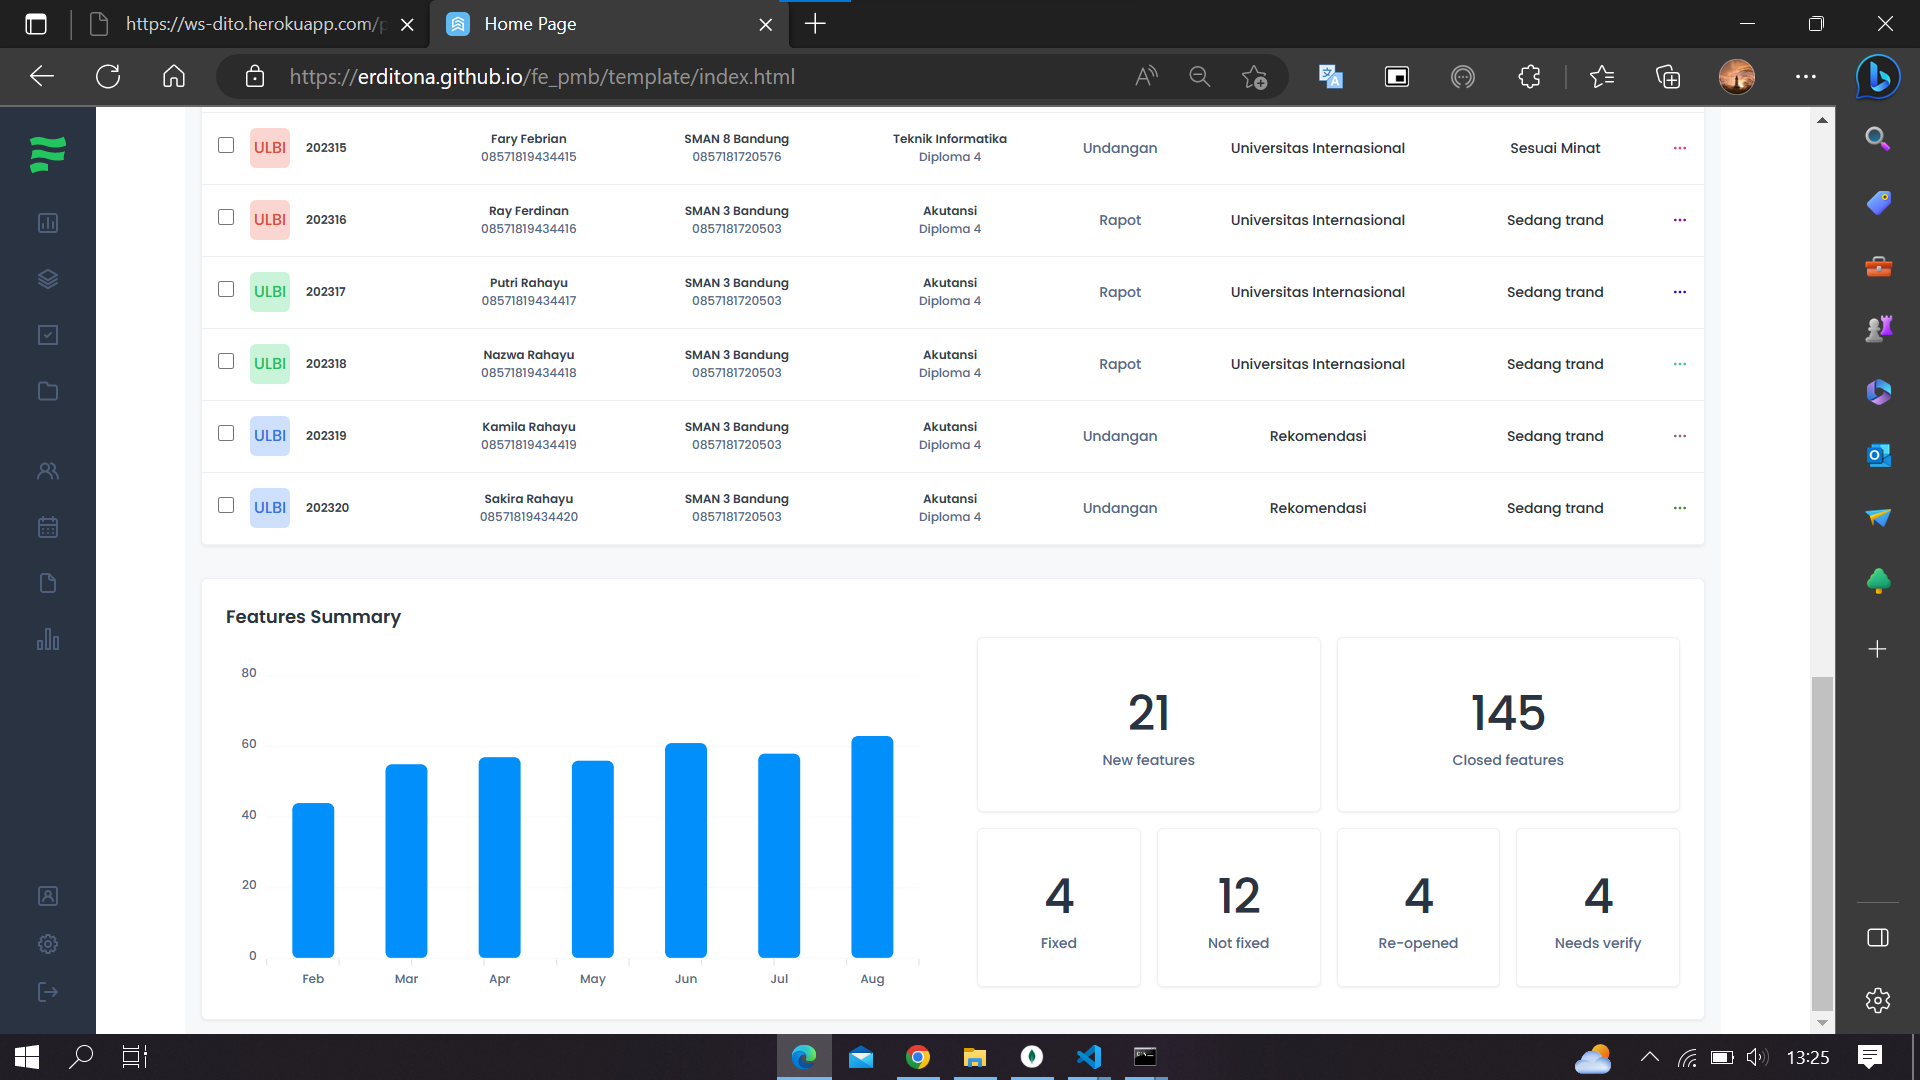 https://ws-dito.herokuapp.com/p
Home Page
https://erditona.github.io/fe_pmb/template/index.html
ULBI 202315 Fary Febrian SMAN 8 Bandung Teknik Informatika Undangan Universitas Internasional Sesuai Minat
08571819434415 0857181720576 Diploma 4
ULBI 202316 Ray Ferdinan SMAN 3 Bandung Akutansi Rapot Universitas Internasional Sedang trand
08571819434416 0857181720503 Diploma 4
ULBI 202317 Putri Rahayu SMAN 3 Bandung Akutansi Rapot Universitas Internasional Sedang trand
08571819434417 0857181720503 Diploma 4
ULBI 202318 Nazwa Rahayu SMAN 3 Bandung Akutansi Rapot Universitas Internasional Sedang trand
08571819434418 0857181720503 Diploma 4
ULBI 202319 Kamila Rahayu SMAN 3 Bandung Akutansi Undangan Rekomendasi Sedang trand
08571819434419 0857181720503 Diploma 4
ULBI 202320 Sakira Rahayu SMAN 3 Bandung Akutansi Undangan Rekomendasi Sedang trand
08571819434420 0857181720503 Diploma 4
Features Summary
80
60
40
20
0
Feb Mar Apr May Jun Jul Aug
21
New features
145
Closed features
4
Fixed
12
Not fixed
4
Re-opened
4
Needs verify
13:25